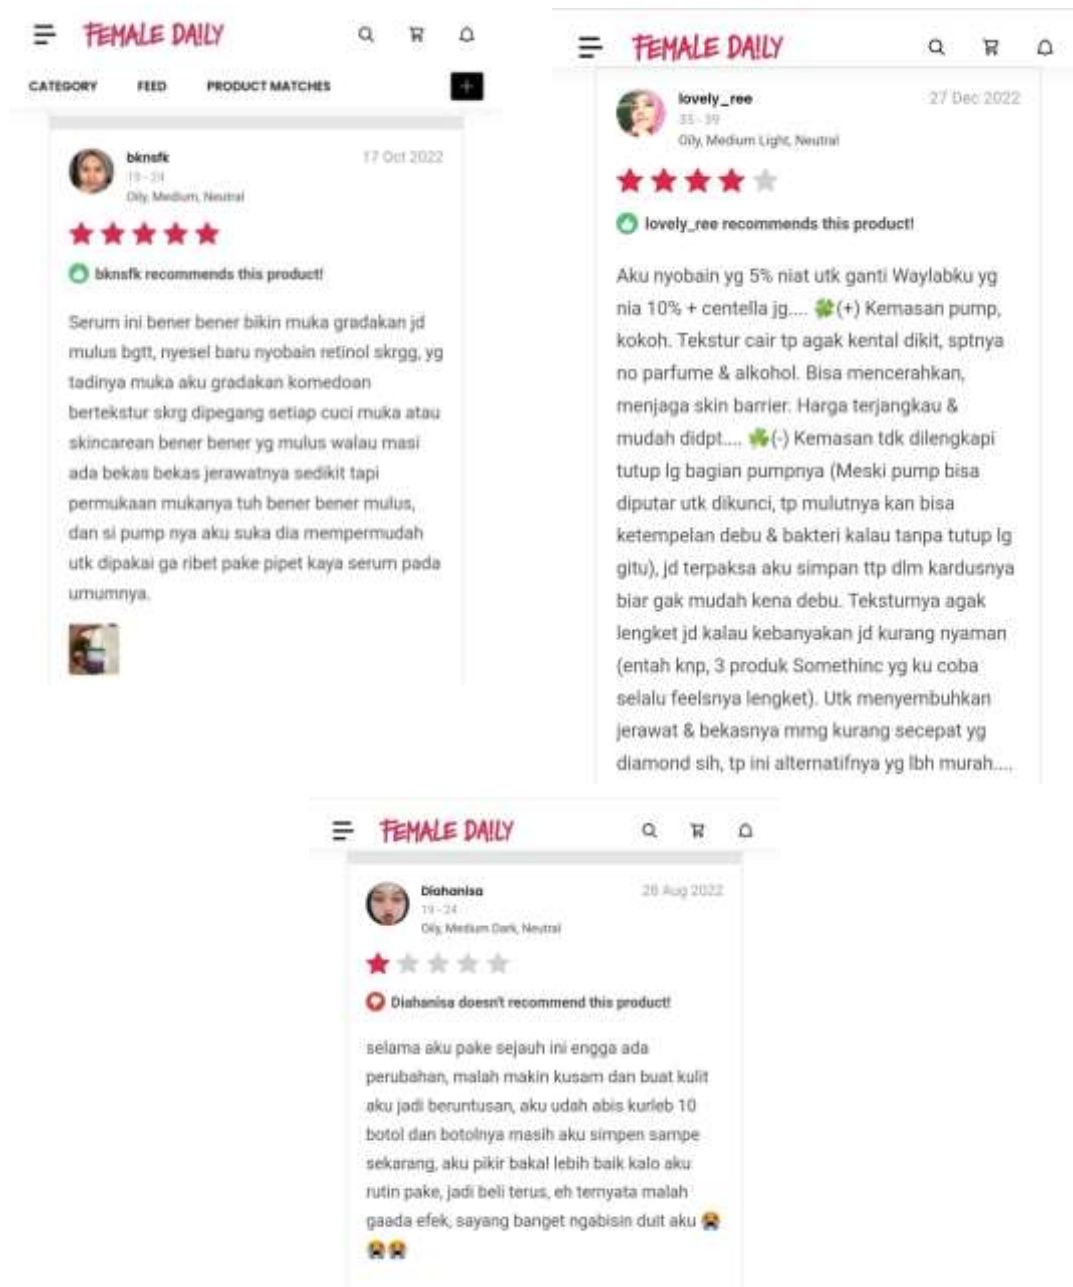 FEMALE DAILY
CATEGORY FEED PRODUCT MATCHES
bknsfk 17 Oct 2022
19 - 24
Oily, Medium, Neutral
bknsfk recommends this product!
Serum ini bener bener bikin muka gradakan jd
mulus bgtt, nyesel baru nyobain retinol skrgg, yg
tadinya muka aku gradakan komedoan
bertekstur skrg dipegang setiap cuci muka atau
skincarean bener bener yg mulus walau masi
ada bekas bekas jerawatnya sedikit tapi
permukaan mukanya tuh bener bener mulus,
dan si pump nya aku suka dia mempermudah
utk dipakai ga ribet pake pipet kaya serum pada
umumnya.
FEMALE DAILY
lovely_ree 27 Dec 2022
35 - 39
Oily, Medium Light, Neutral
lovely_ree recommends this product!
Aku nyobain yg 5% niat utk ganti Waylabku yg
nia 10% + centella jg.... 🍀(+) Kemasan pump,
kokoh. Tekstur cair tp agak kental dikit, sptnya
no parfume & alkohol. Bisa mencerahkan,
menjaga skin barrier. Harga terjangkau &
mudah didpt.... ☘️(-) Kemasan tdk dilengkapi
tutup lg bagian pumpnya (Meski pump bisa
diputar utk dikunci, tp mulutnya kan bisa
ketempelan debu & bakteri kalau tanpa tutup lg
gitu), jd terpaksa aku simpan ttp dlm kardusnya
biar gak mudah kena debu. Teksturnya agak
lengket jd kalau kebanyakan jd kurang nyaman
(entah knp, 3 produk Somethinc yg ku coba
selalu feelsnya lengket). Utk menyembuhkan
jerawat & bekasnya mmg kurang secepat yg
diamond sih, tp ini alternatifnya yg lbh murah....
FEMALE DAILY
Diahanisa 28 Aug 2022
19 - 24
Oily, Medium Dark, Neutral
Diahanisa doesn't recommend this product!
selama aku pake sejauh ini engga ada
perubahan, malah makin kusam dan buat kulit
aku jadi beruntusan, aku udah abis kurleb 10
botol dan botolnya masih aku simpen sampe
sekarang, aku pikir bakal lebih baik kalo aku
rutin pake, jadi beli terus, eh ternyata malah
gaada efek, sayang banget ngabisin duit aku 😭
😭😭